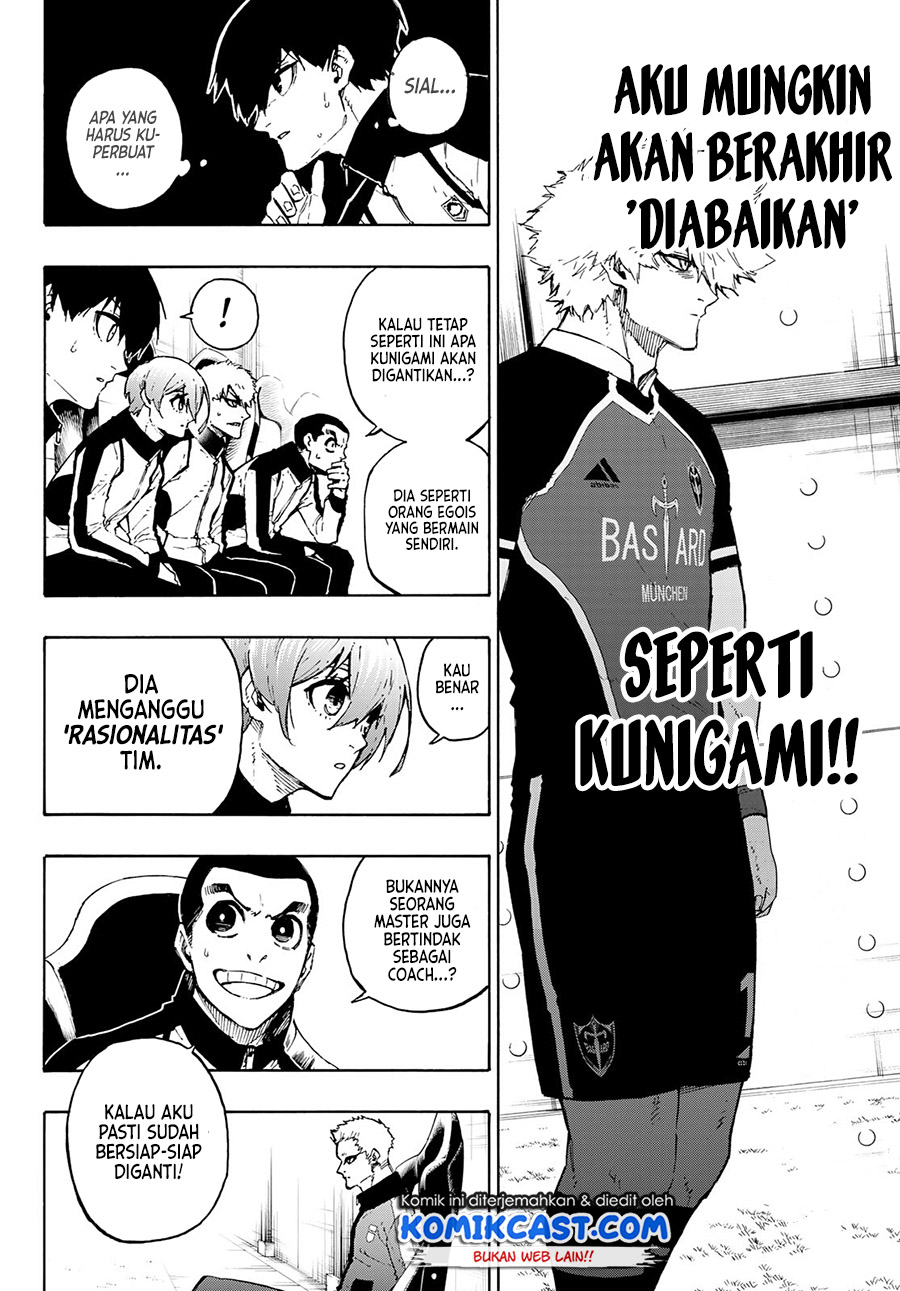 AKU MUNGKIN
AKAN BERAKHIR
'DIABAIKAN'
SEPERTI
KUNIGAMI!!
BASTARD
MÜNCHEN
SIAL...
APA YANG
HARUS KU-
PERBUAT
...
!
KALAU TETAP
SEPERTI INI APA
KUNIGAMI AKAN
DIGANTIKAN...?
DIA SEPERTI
ORANG EGOIS
YANG BERMAIN
SENDIRI.
KAU
BENAR
...
DIA
MENGANGGU
'RASIONALITAS'
TIM.
BUKANNYA
SEORANG
MASTER JUGA
BERTINDAK
SEBAGAI
COACH...?
KALAU AKU
PASTI SUDAH
BERSIAP-SIAP
DIGANTI!
Komik ini diterjemahkan & diedit oleh
KOMIKCAST.COM
BUKAN WEB LAIN!!